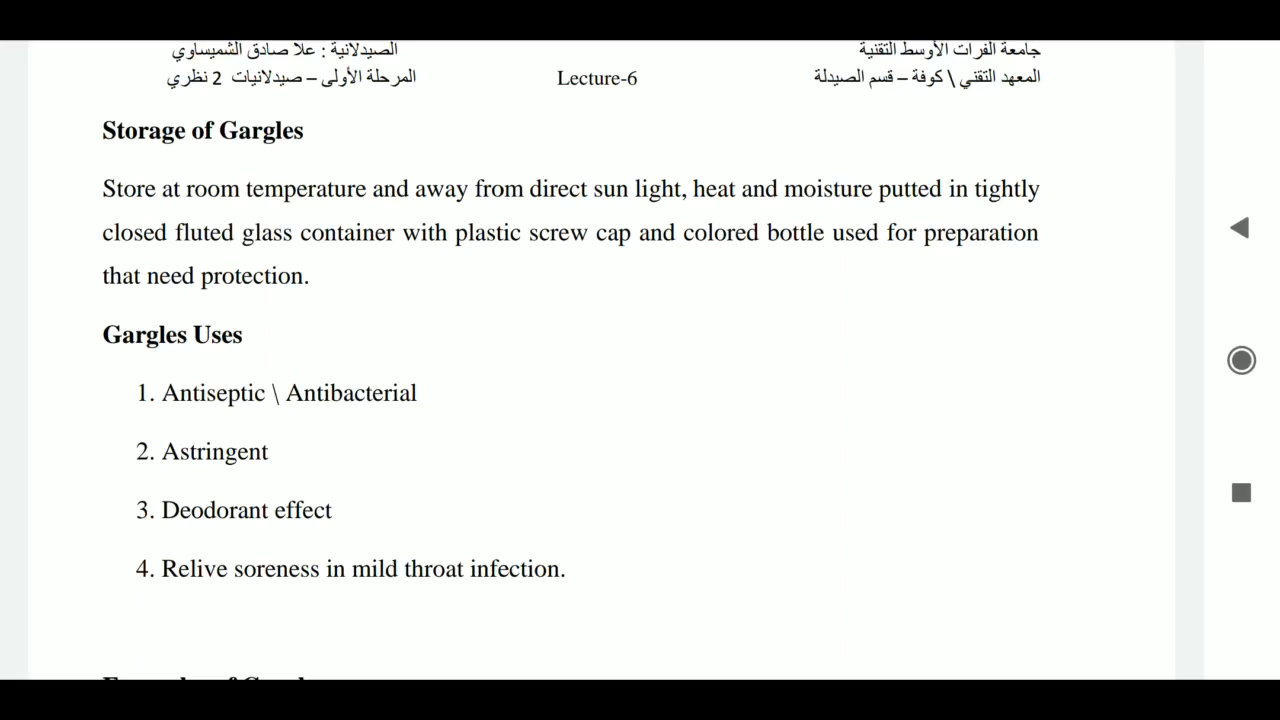 جامعة الفرات الأوسط التقنية
الصيدلانية : علا صادق الشميساوي
المعهد التقني \ كوفة – قسم الصيدلة
Lecture-6
المرحلة الأولى – صيدلانيات 2 نظري
Storage of Gargles
Store at room temperature and away from direct sun light, heat and moisture putted in tightly
closed fluted glass container with plastic screw cap and colored bottle used for preparation
that need protection.
Gargles Uses
1. Antiseptic \ Antibacterial
2. Astringent
3. Deodorant effect
4. Relive soreness in mild throat infection.